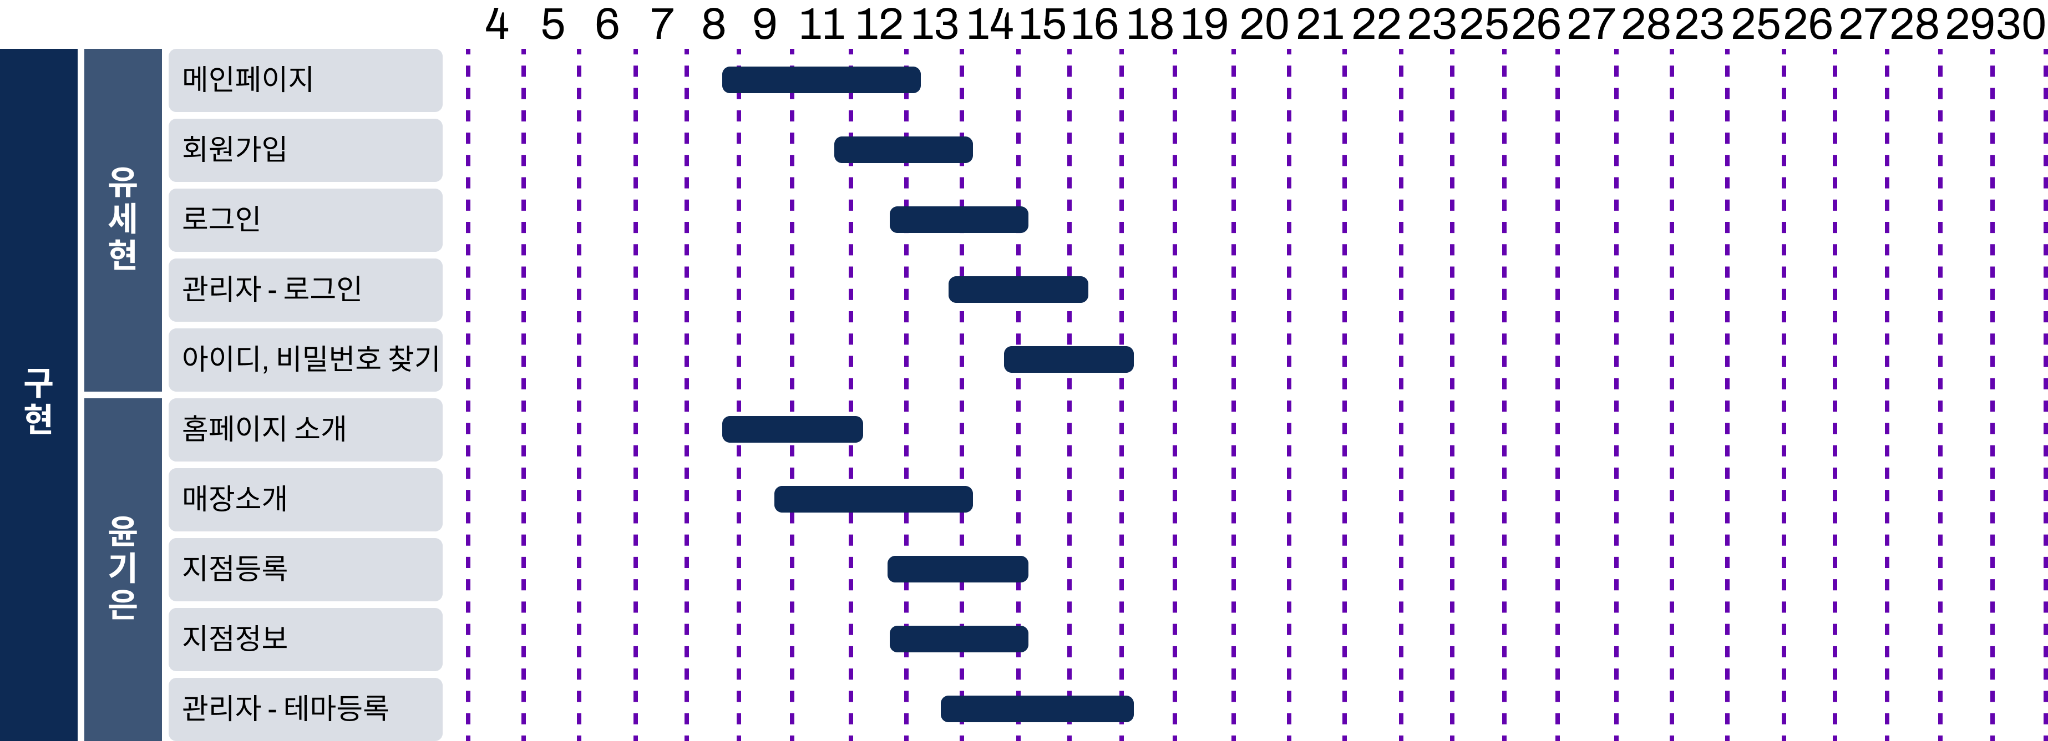 4 5 6 7 8 9 11 12 13 14 15 16 18 19 20 21 22 23 25 26 27 28 23 25 26 27 28 29 30
구현
유세현
메인페이지
회원가입
로그인
관리자 - 로그인
아이디, 비밀번호 찾기
윤기은
홈페이지 소개
매장소개
지점등록
지점정보
관리자 - 테마등록